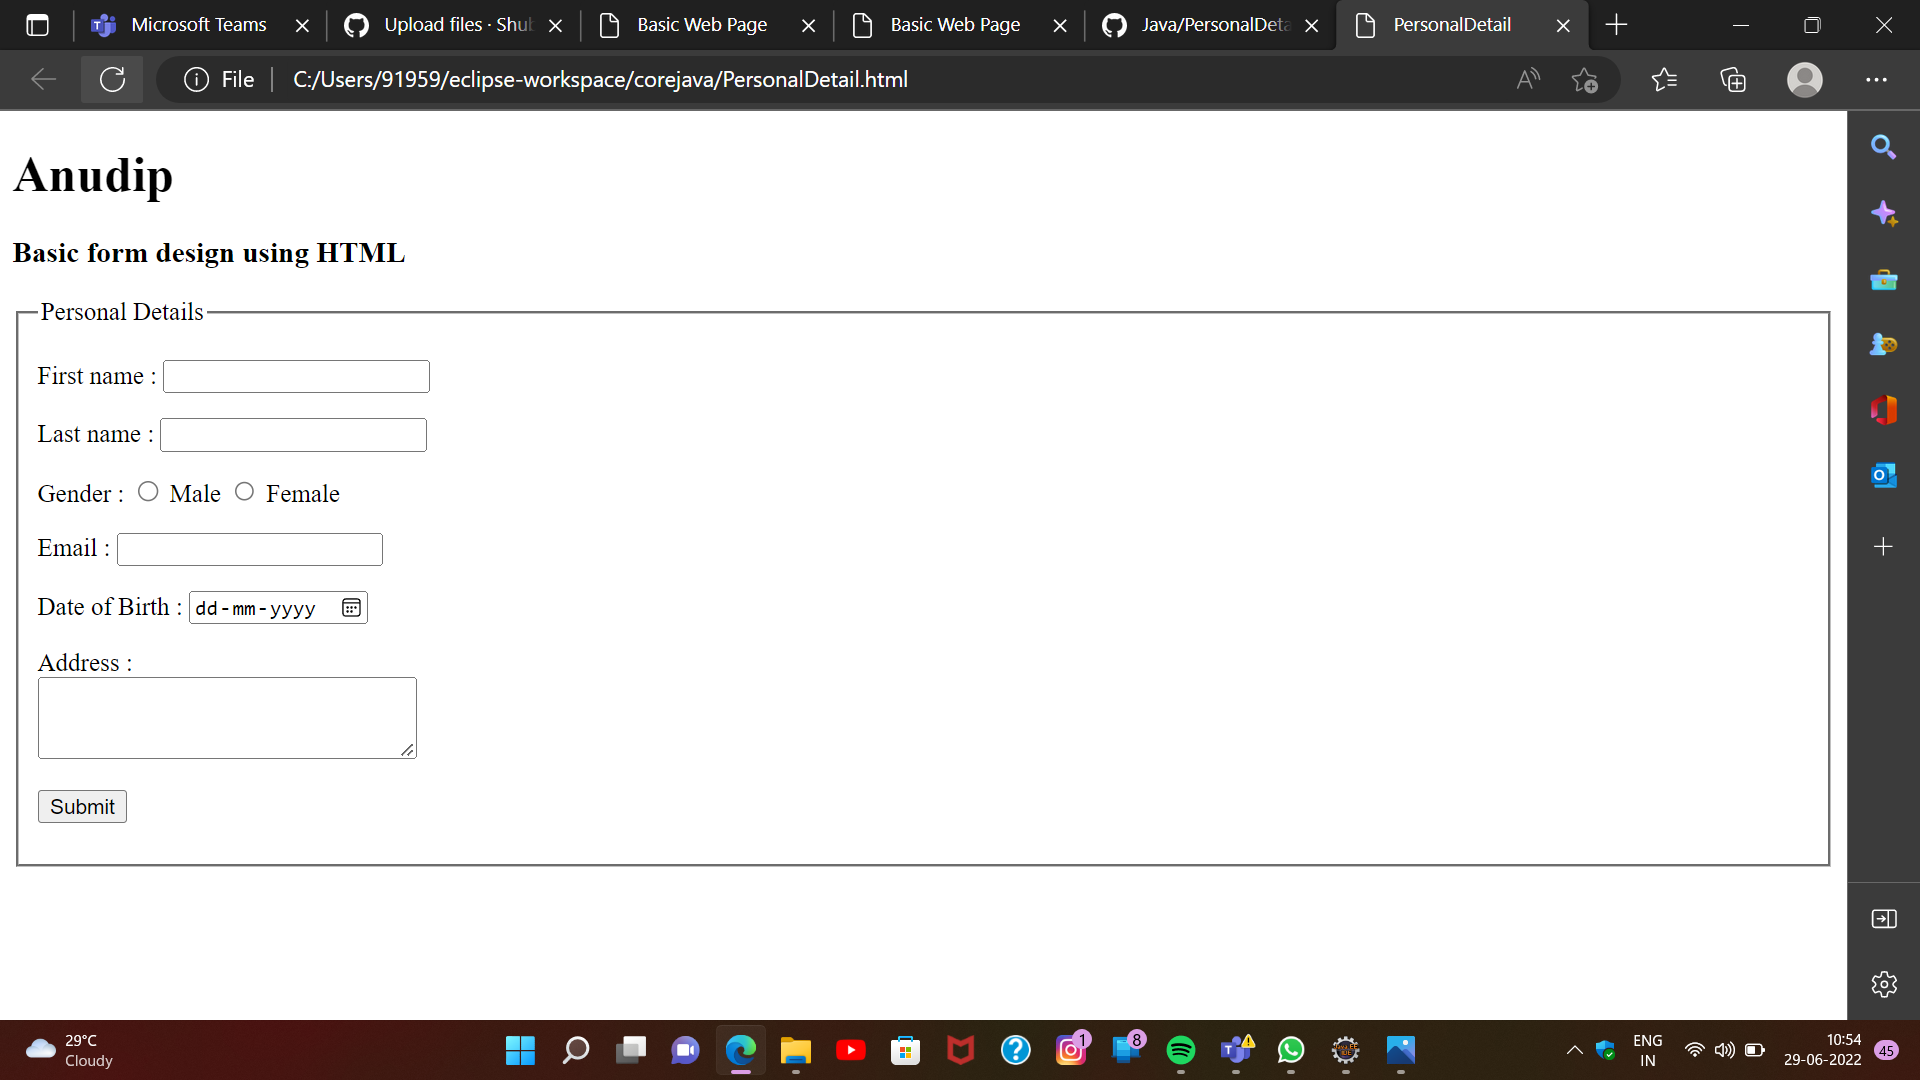 Microsoft Teams
Upload files · Shub
Basic Web Page
Basic Web Page
Java/PersonalDeta
PersonalDetail
File
C:/Users/91959/eclipse-workspace/corejava/PersonalDetail.html
Anudip
Basic form design using HTML
Personal Details
First name :
Last name :
Gender : Male Female
Email :
Date of Birth : dd-mm-yyyy
Address :
Submit
29°C
Cloudy
1
8
ENG
IN
10:54
29-06-2022
45